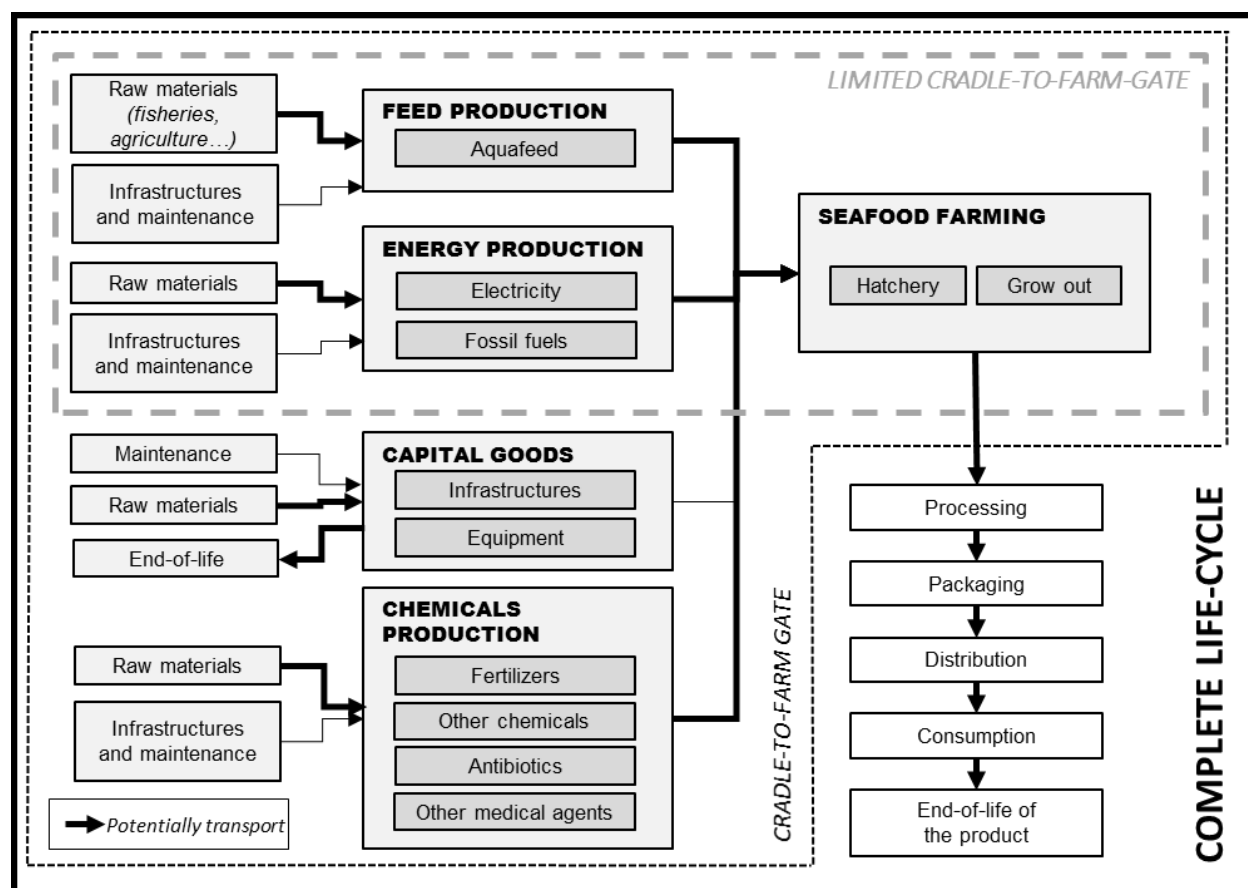 LIMITED CRADLE-TO-FARM-GATE
Raw materials
(fisheries,
agriculture…)
Infrastructures
and maintenance
FEED PRODUCTION
Aquafeed
Raw materials
Infrastructures
and maintenance
ENERGY PRODUCTION
Electricity
Fossil fuels
SEAFOOD FARMING
Hatchery
Grow out
Maintenance
Raw materials
End-of-life
CAPITAL GOODS
Infrastructures
Equipment
Raw materials
Infrastructures
and maintenance
CHEMICALS
PRODUCTION
Fertilizers
Other chemicals
Antibiotics
Other medical agents
Potentially transport
CRADLE-TO-FARM GATE
Processing
Packaging
Distribution
Consumption
End-of-life of
the product
COMPLETE LIFE-CYCLE